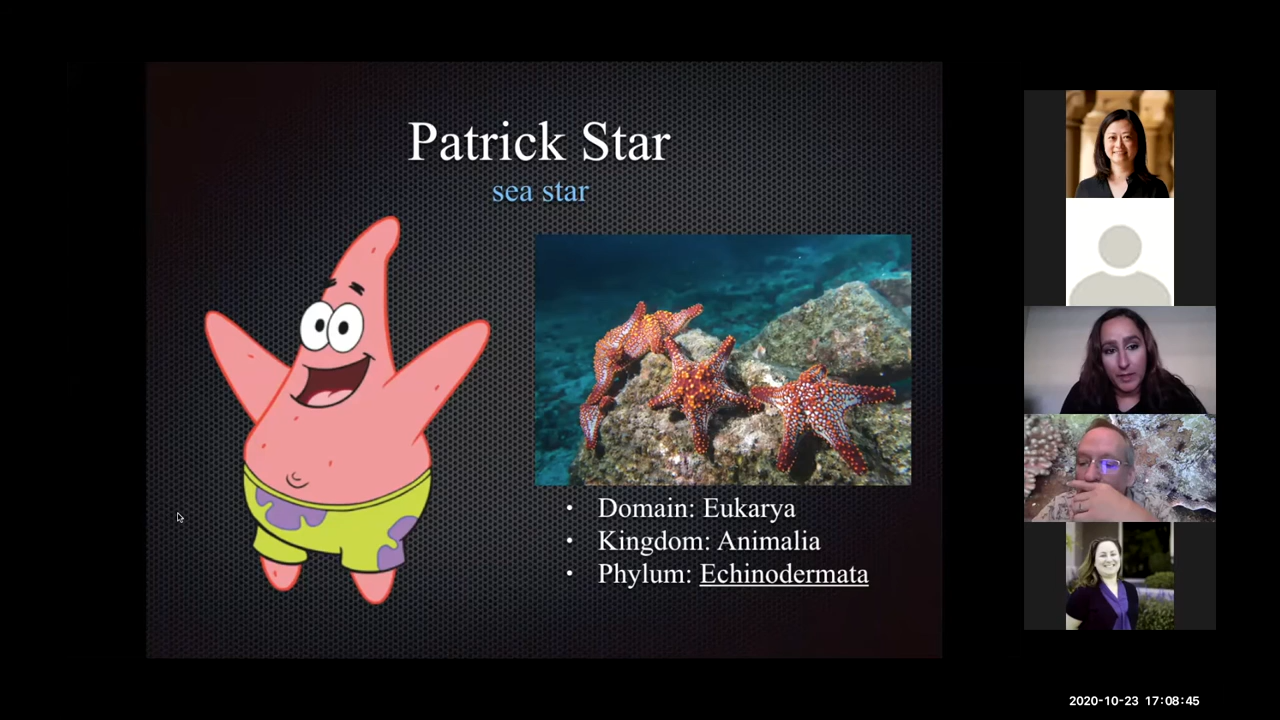 Patrick Star
sea star
• Domain: Eukarya
• Kingdom: Animalia
• Phylum: Echinodermata
2020-10-23 17:08:45